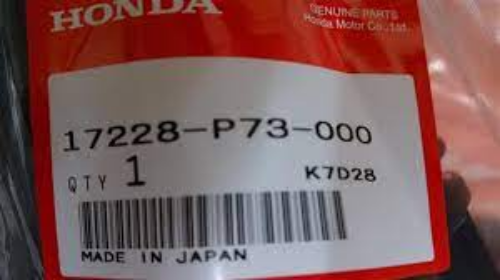 HONDA
GENUINE PARTS
Honda Motor Co., Ltd.
17228-P73-000
QTY 1
K7D28
MADE IN JAPAN